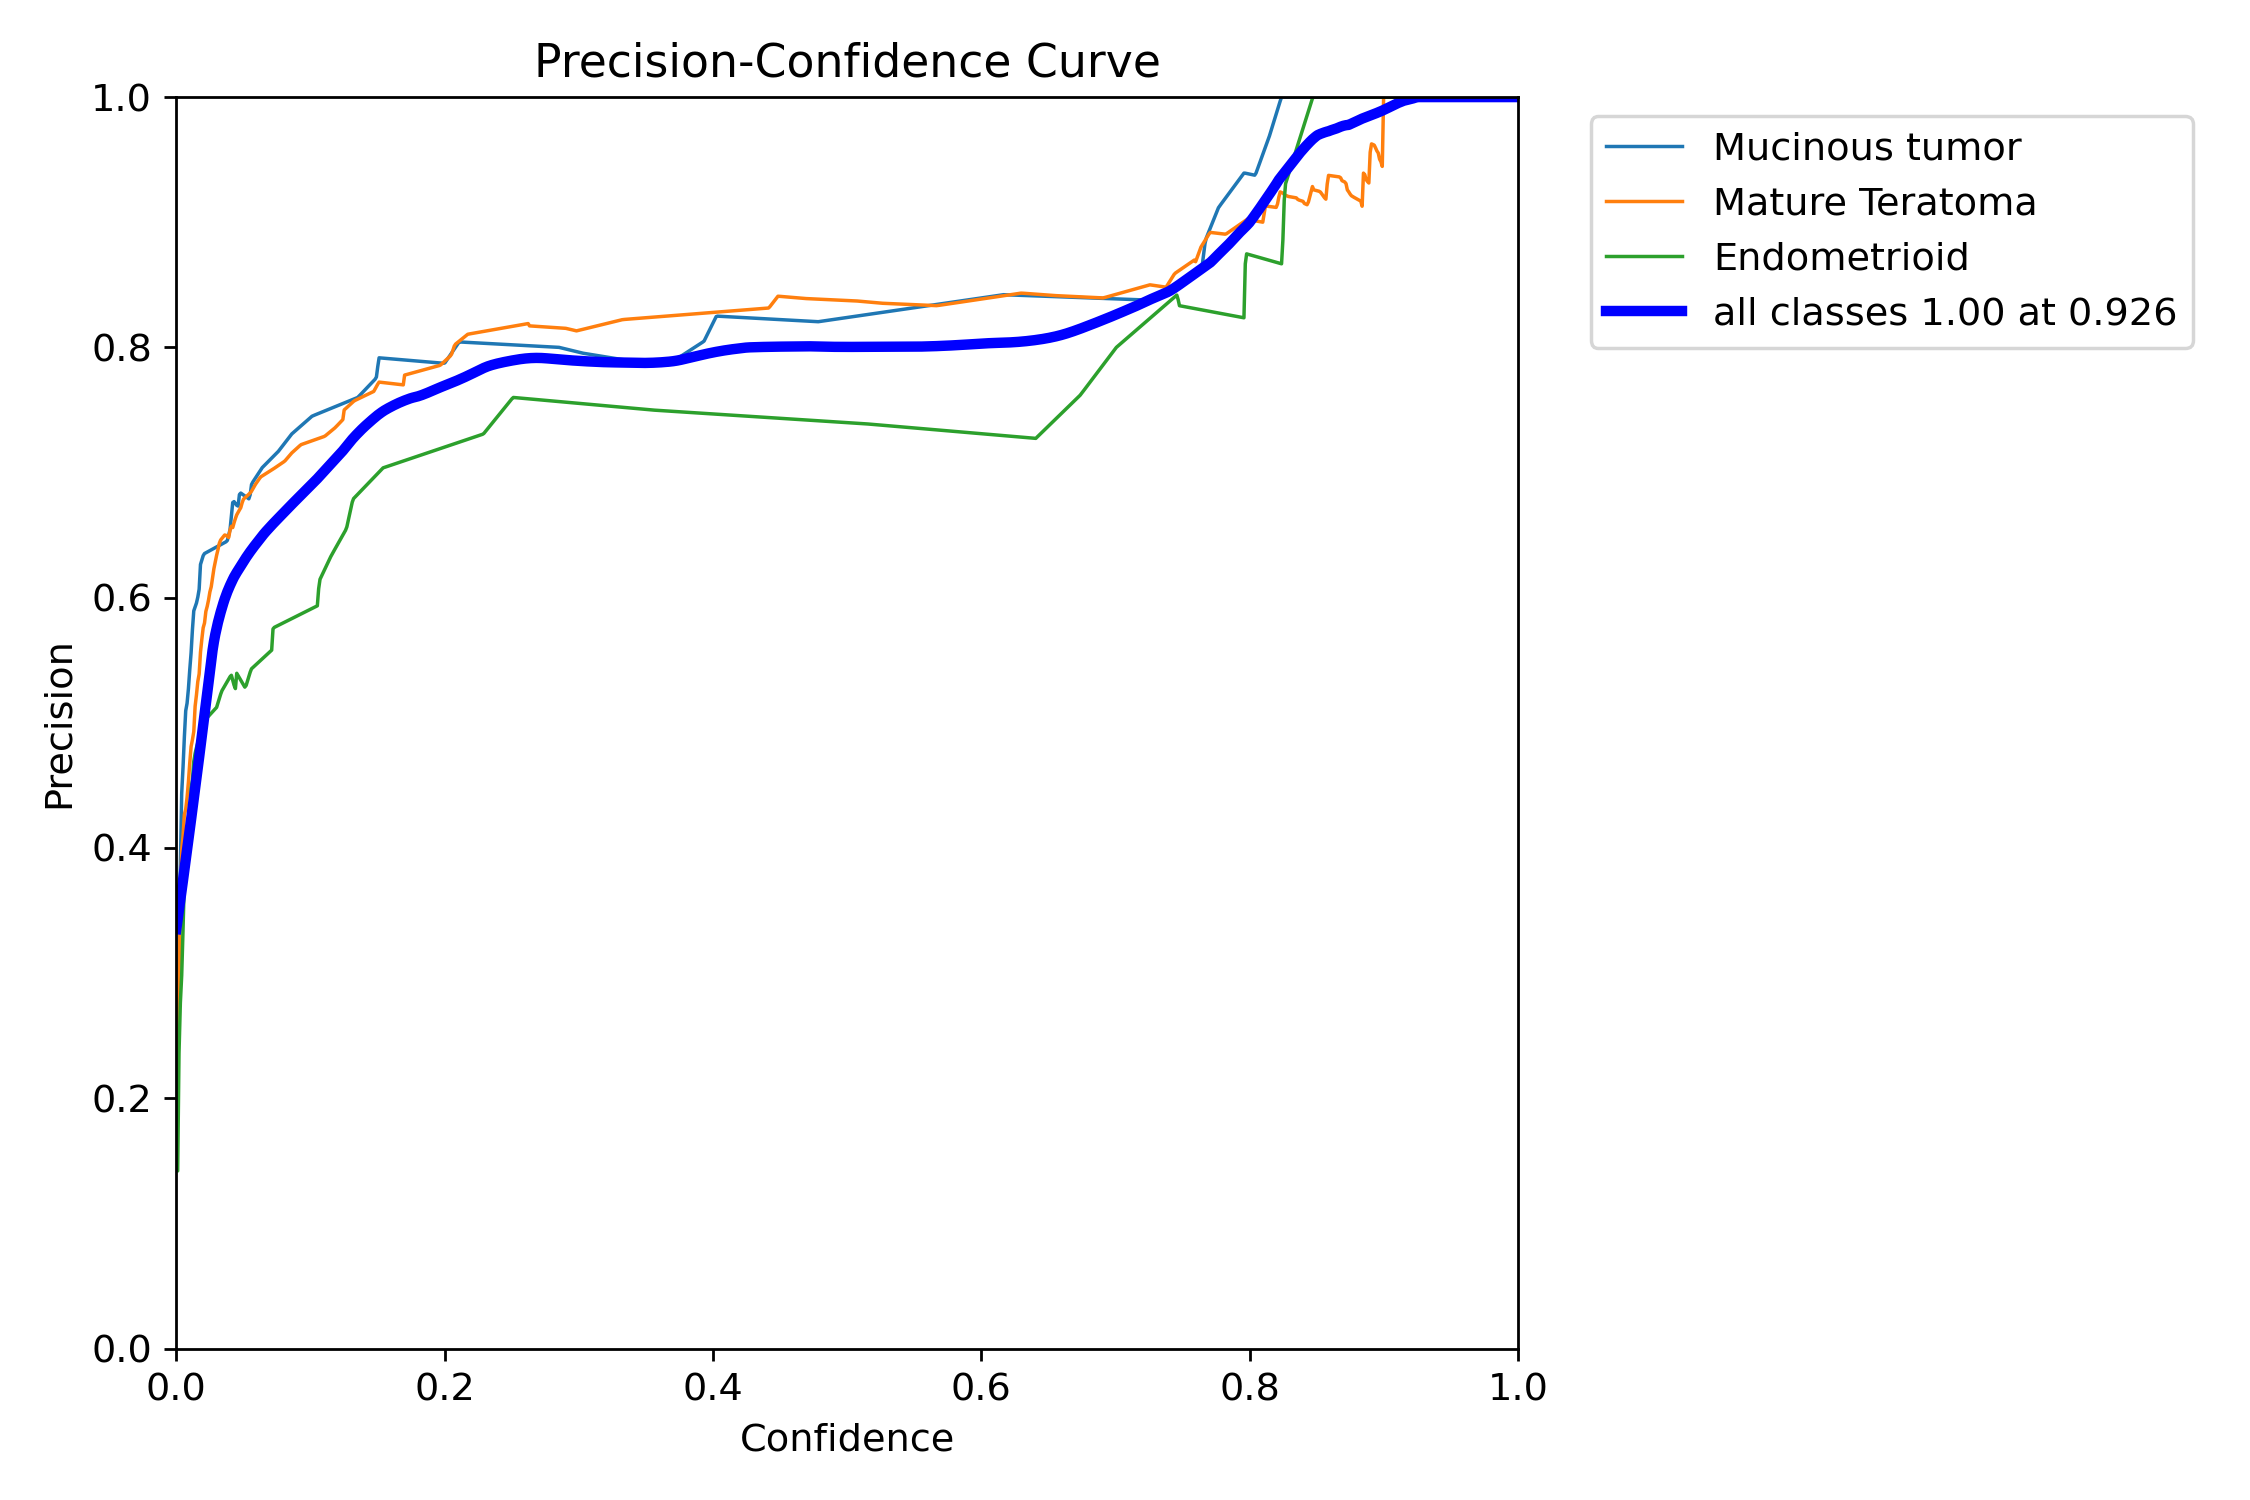 Precision-Confidence Curve
1.0
0.8
0.6
0.4
0.2
0.0
Precision
0.0 0.2 0.4 0.6 0.8 1.0
Confidence
Mucinous tumor
Mature Teratoma
Endometrioid
all classes 1.00 at 0.926